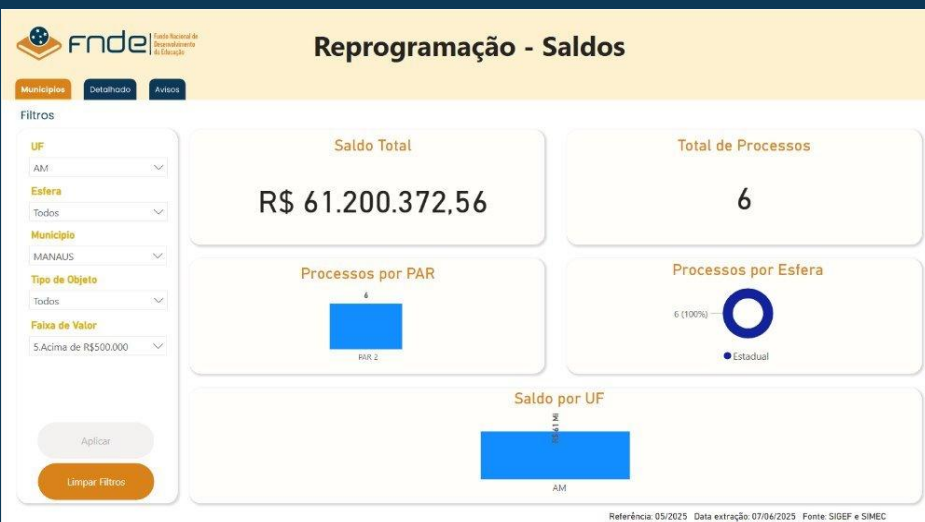 FNDE
Fundo Nacional de
Desenvolvimento
da Educação
Reprogramação - Saldos
Municípios
Detalhado
Avisos
Filtros
UF
AM
Esfera
Todos
Município
MANAUS
Tipo de Objeto
Todos
Faixa de Valor
5.Acima de R$500.000
Aplicar
Limpar Filtros
Saldo Total
R$ 61.200.372,56
Total de Processos
6
Processos por PAR
6
PAR 2
Processos por Esfera
6 (100%)
Estadual
Saldo por UF
R$ 61 Mi
AM
Referência: 05/2025 Data extração: 07/06/2025 Fonte: SIGEF e SIMEC